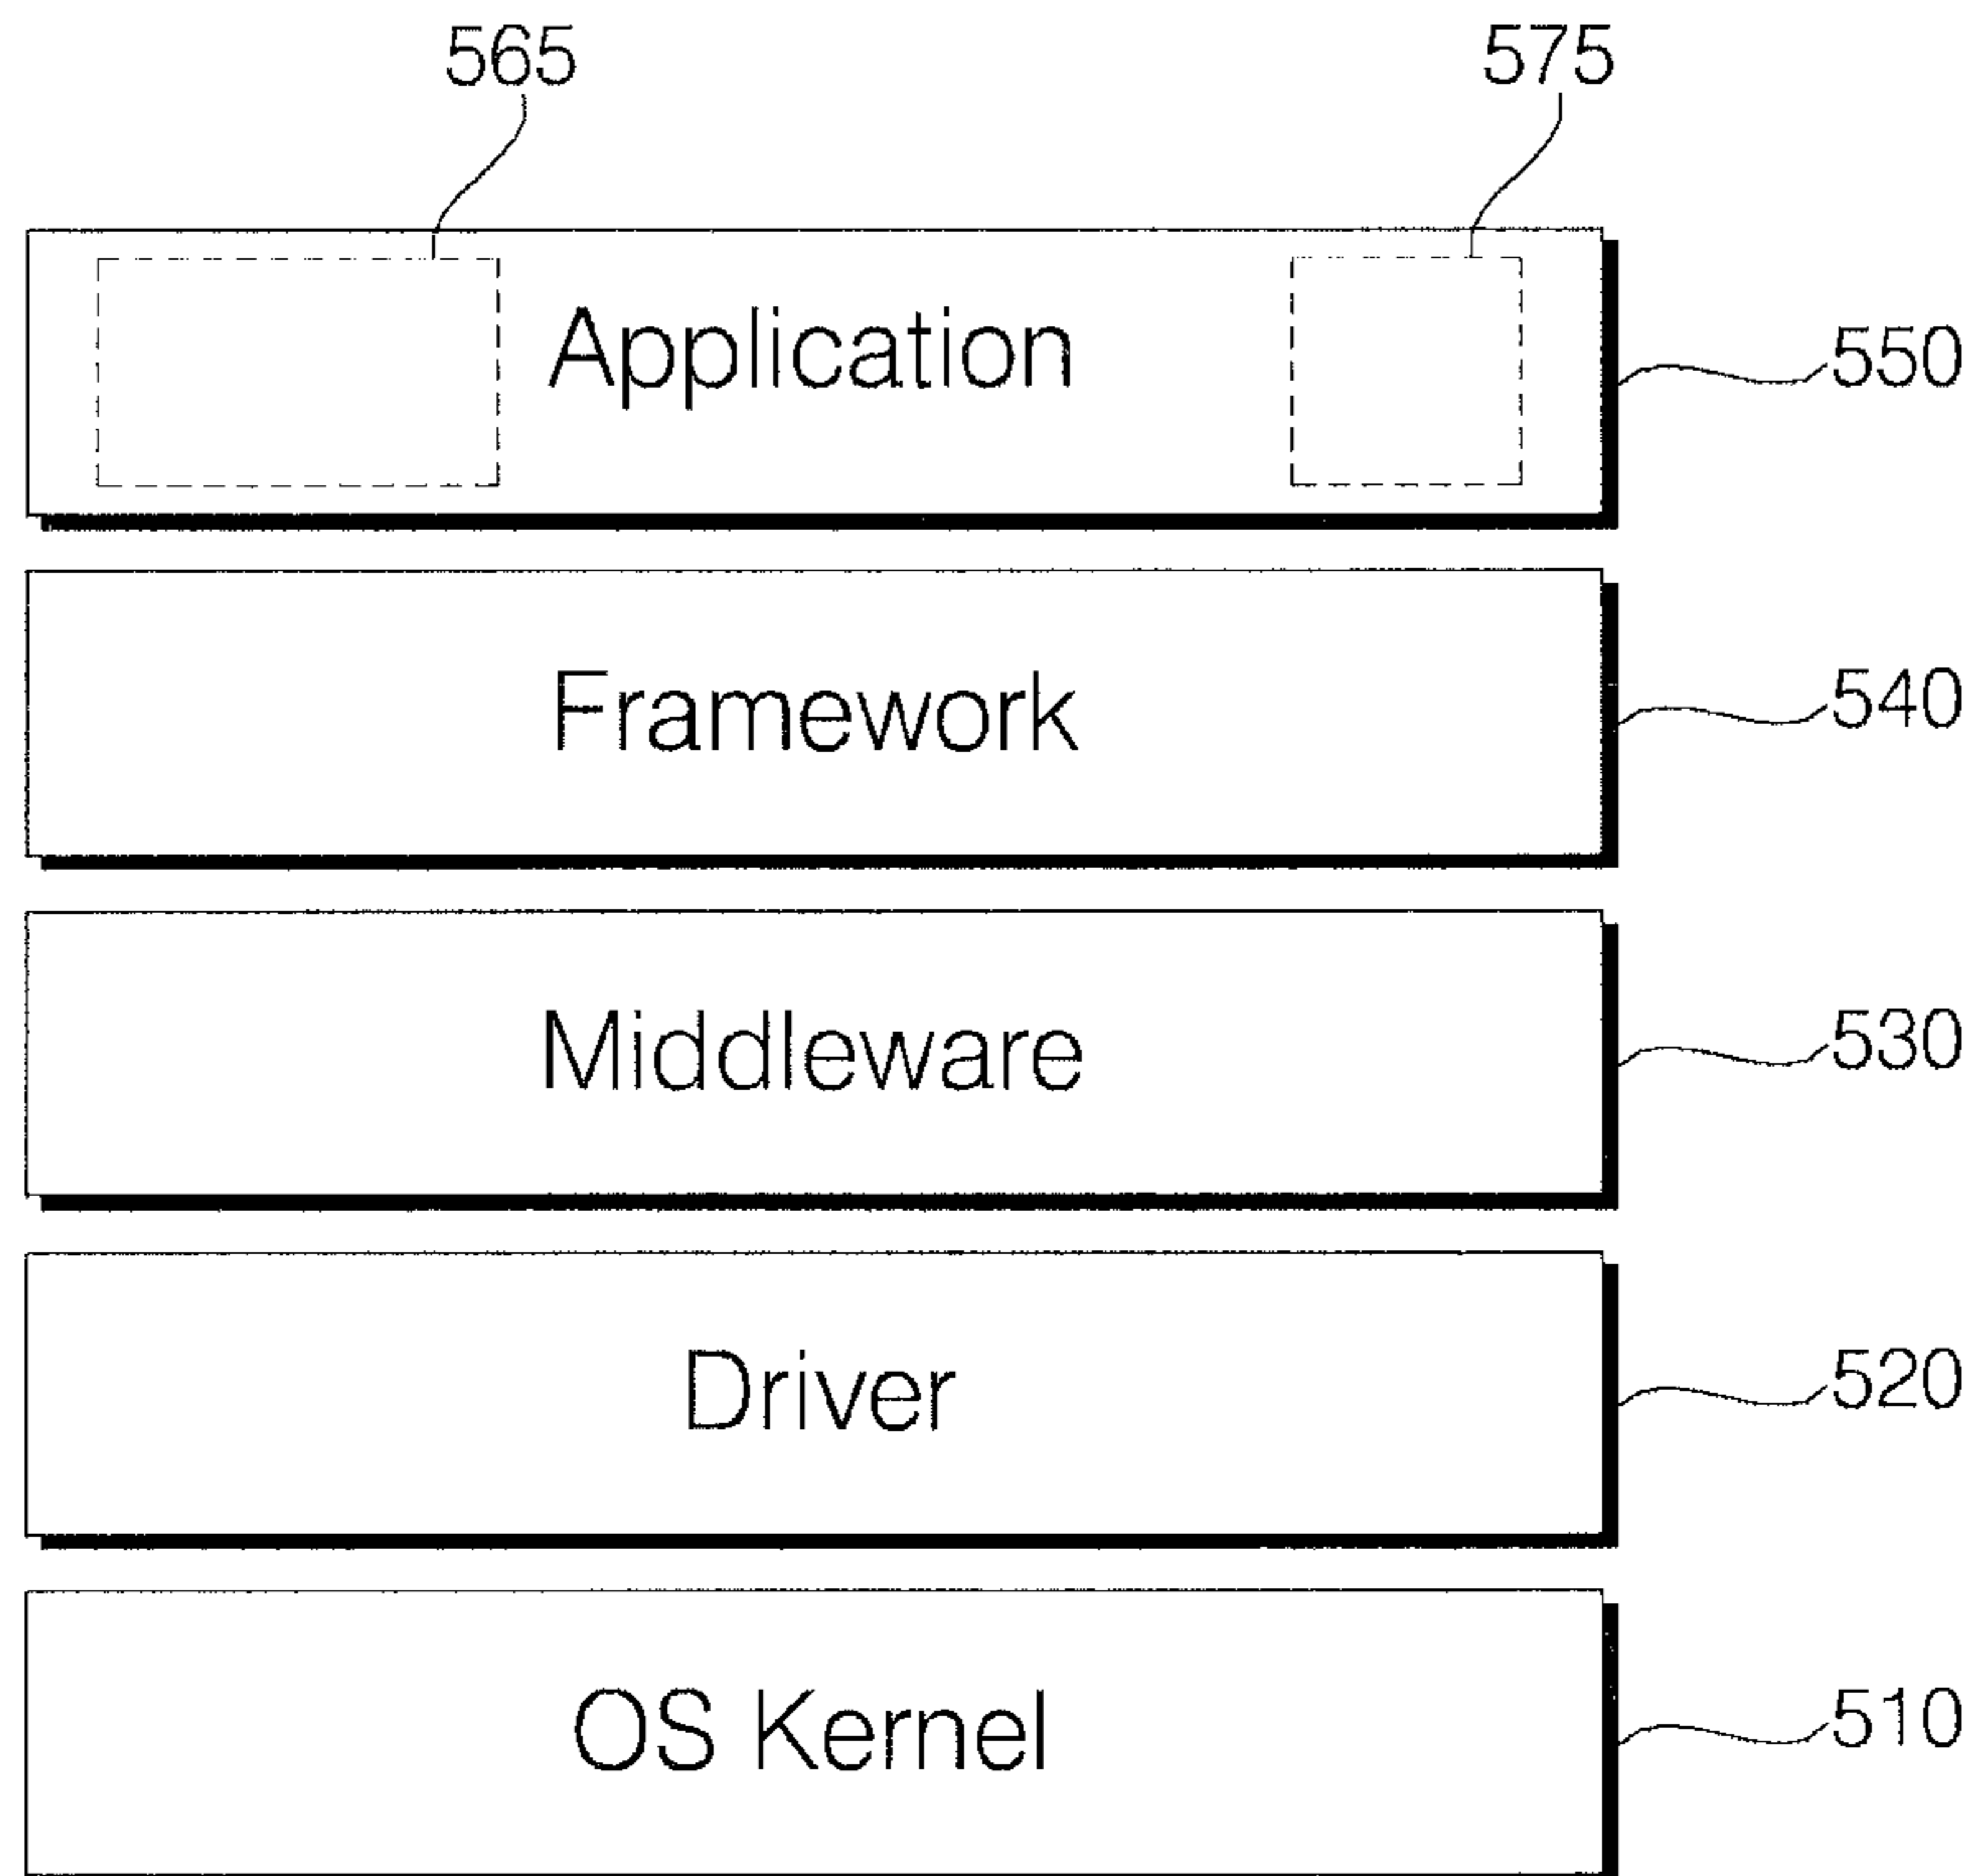 565 575
Application 550
Framework 540
Middleware 530
Driver 520
OS Kernel 510